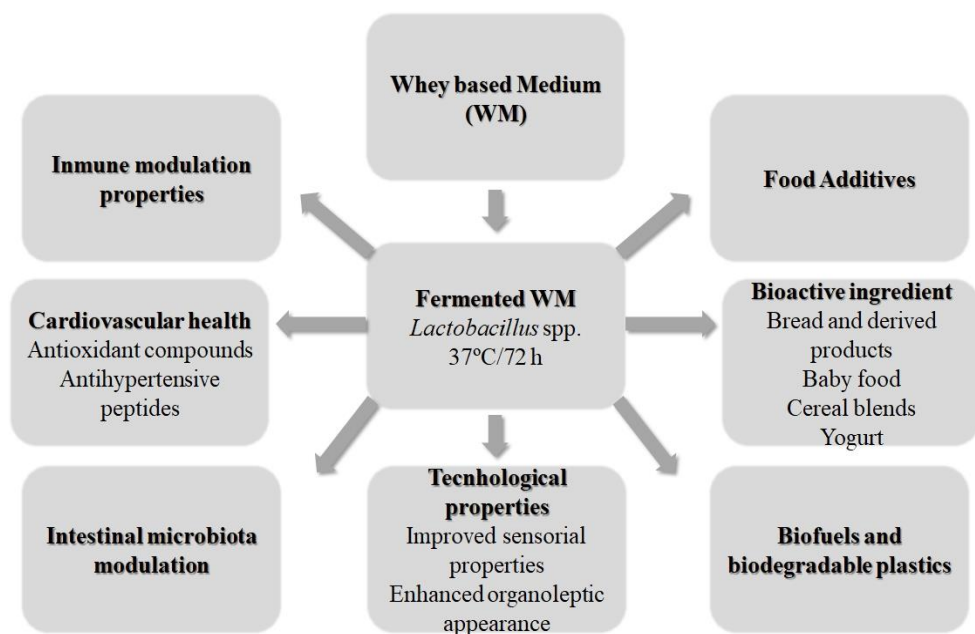 Whey based Medium
(WM)
Inmune modulation
properties
Food Additives
Cardiovascular health
Antioxidant compounds
Antihypertensive
peptides
Fermented WM
Lactobacillus spp.
37ºC/72 h
Bioactive ingredient
Bread and derived
products
Baby food
Cereal blends
Yogurt
Intestinal microbiota
modulation
Tecnhological
properties
Improved sensorial
properties
Enhanced organoleptic
appearance
Biofuels and
biodegradable plastics